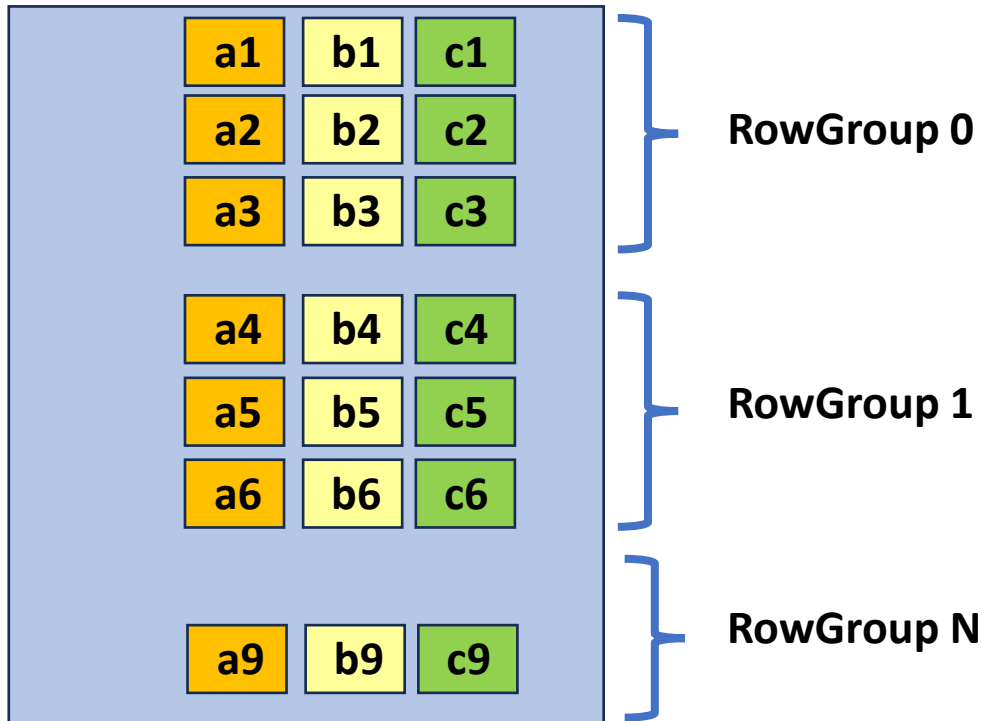 a1 b1 c1
a2 b2 c2
RowGroup 0
a3 b3 c3
a4 b4 c4
a5 b5 c5
RowGroup 1
a6 b6 c6
a9 b9 c9
RowGroup N